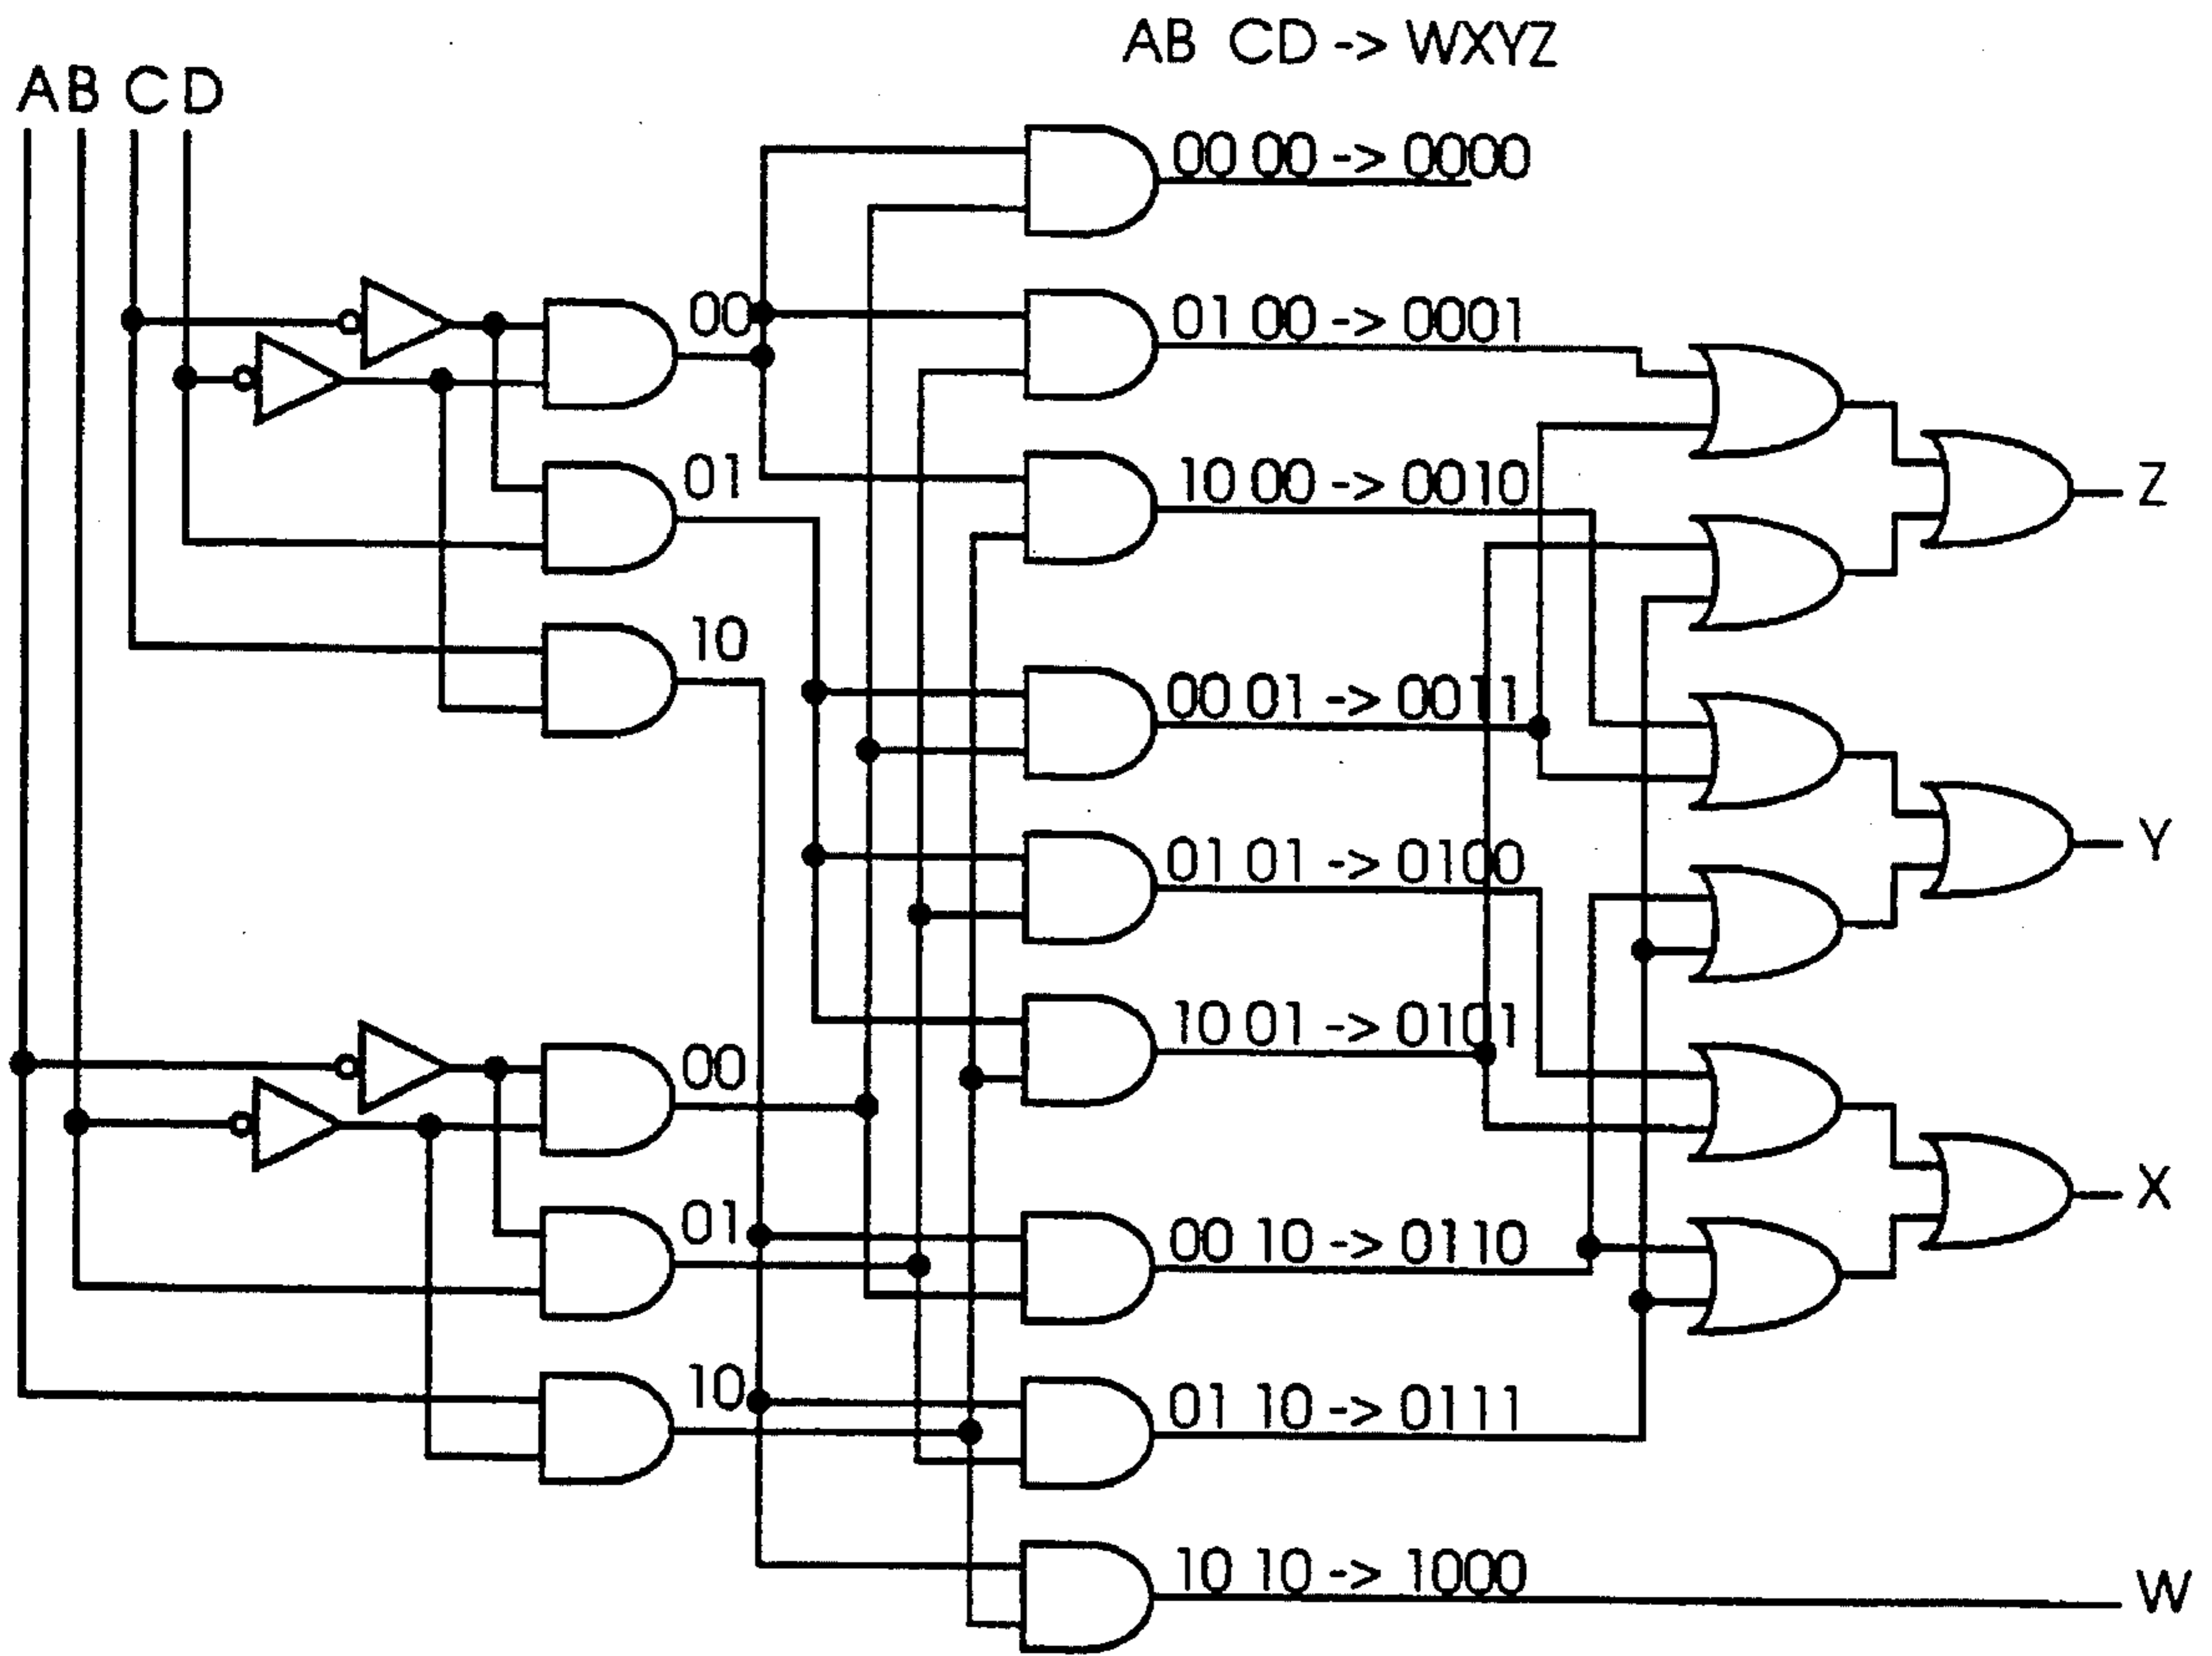 AB CD -> WXYZ
AB CD
00 00 -> 0000
00
01 00 -> 0001
01
10 00 -> 0010
Z
10
00 01 -> 0011
01 01 -> 0100
Y
10 01 -> 0101
00
X
01
00 10 -> 0110
10
01 10 -> 0111
10 10 -> 1000
W